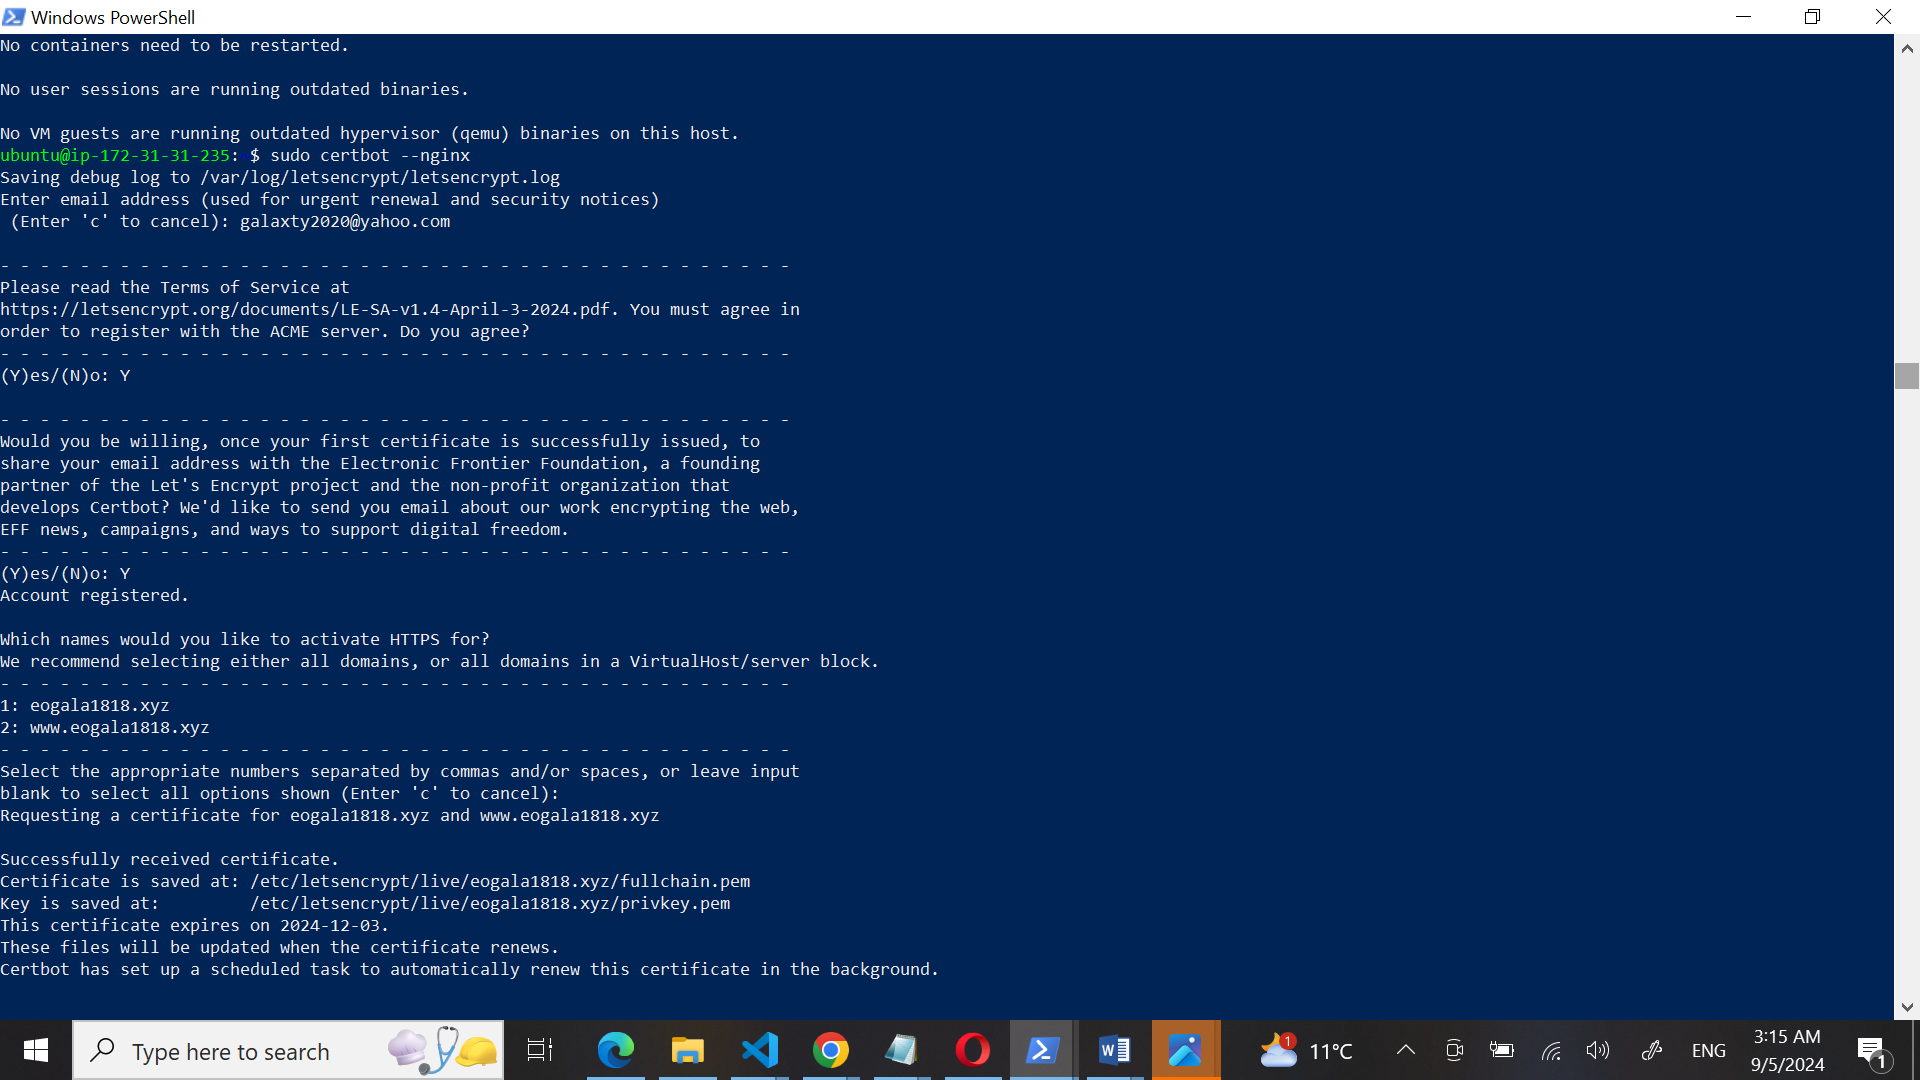 Windows PowerShell
No containers need to be restarted.
No user sessions are running outdated binaries.
No VM guests are running outdated hypervisor (qemu) binaries on this host.
ubuntu@ip-172-31-31-235:~$ sudo certbot --nginx
Saving debug log to /var/log/letsencrypt/letsencrypt.log
Enter email address (used for urgent renewal and security notices)
(Enter 'c' to cancel): galaxty2020@yahoo.com
- - - - - - - - - - - - - - - - - - - - - - - - - - - - - - - - - - - - - - - -
Please read the Terms of Service at
https://letsencrypt.org/documents/LE-SA-v1.4-April-3-2024.pdf. You must agree in
order to register with the ACME server. Do you agree?
- - - - - - - - - - - - - - - - - - - - - - - - - - - - - - - - - - - - - - - -
(Y)es/(N)o: Y
- - - - - - - - - - - - - - - - - - - - - - - - - - - - - - - - - - - - - - - -
Would you be willing, once your first certificate is successfully issued, to
share your email address with the Electronic Frontier Foundation, a founding
partner of the Let's Encrypt project and the non-profit organization that
develops Certbot? We'd like to send you email about our work encrypting the web,
EFF news, campaigns, and ways to support digital freedom.
- - - - - - - - - - - - - - - - - - - - - - - - - - - - - - - - - - - - - - - -
(Y)es/(N)o: Y
Account registered.
Which names would you like to activate HTTPS for?
We recommend selecting either all domains, or all domains in a VirtualHost/server block.
- - - - - - - - - - - - - - - - - - - - - - - - - - - - - - - - - - - - - - - -
1: eogala1818.xyz
2: www.eogala1818.xyz
- - - - - - - - - - - - - - - - - - - - - - - - - - - - - - - - - - - - - - - -
Select the appropriate numbers separated by commas and/or spaces, or leave input
blank to select all options shown (Enter 'c' to cancel):
Requesting a certificate for eogala1818.xyz and www.eogala1818.xyz
Successfully received certificate.
Certificate is saved at: /etc/letsencrypt/live/eogala1818.xyz/fullchain.pem
Key is saved at:         /etc/letsencrypt/live/eogala1818.xyz/privkey.pem
This certificate expires on 2024-12-03.
These files will be updated when the certificate renews.
Certbot has set up a scheduled task to automatically renew this certificate in the background.
Type here to search
1
11°C
ENG
3:15 AM
9/5/2024
1